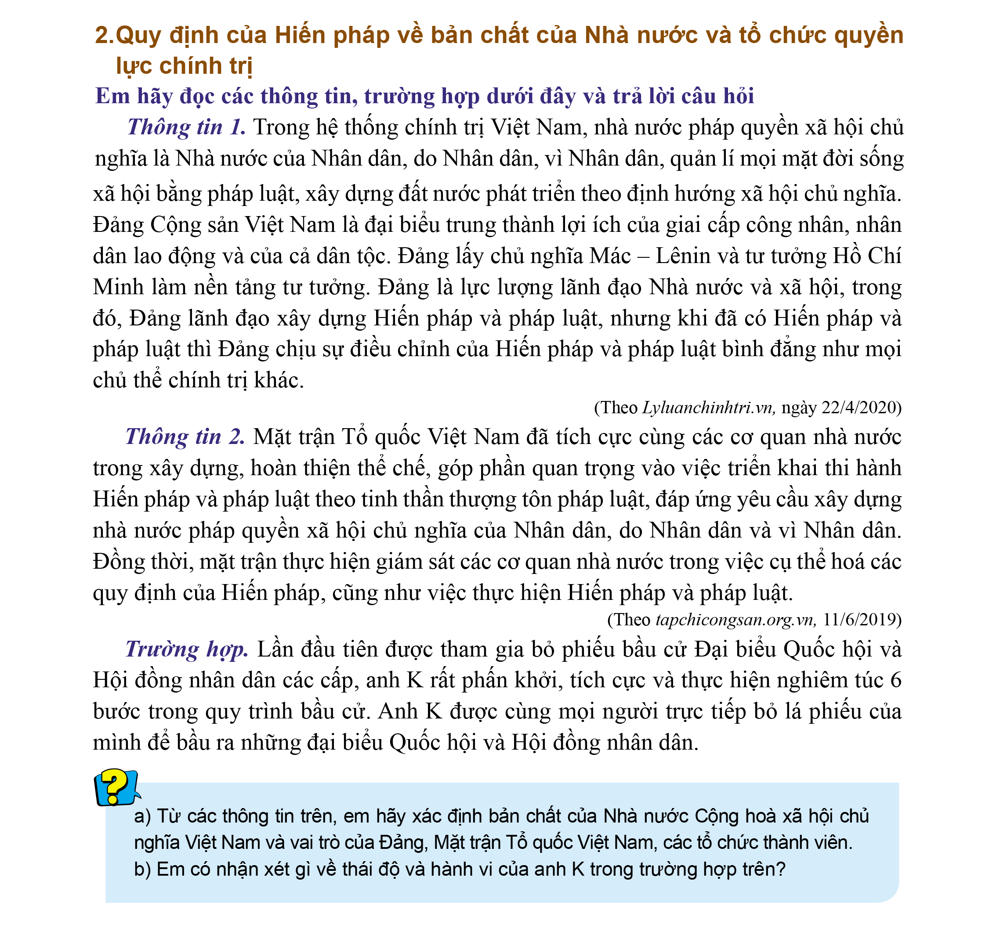 2. Quy định của Hiến pháp về bản chất của Nhà nước và tổ chức quyền
lực chính trị
Em hãy đọc các thông tin, trường hợp dưới đây và trả lời câu hỏi
Thông tin 1. Trong hệ thống chính trị Việt Nam, nhà nước pháp quyền xã hội chủ
nghĩa là Nhà nước của Nhân dân, do Nhân dân, vì Nhân dân, quản lí mọi mặt đời sống
xã hội bằng pháp luật, xây dựng đất nước phát triển theo định hướng xã hội chủ nghĩa.
Đảng Cộng sản Việt Nam là đại biểu trung thành lợi ích của giai cấp công nhân, nhân
dân lao động và của cả dân tộc. Đảng lấy chủ nghĩa Mác – Lênin và tư tưởng Hồ Chí
Minh làm nền tảng tư tưởng. Đảng là lực lượng lãnh đạo Nhà nước và xã hội, trong
đó, Đảng lãnh đạo xây dựng Hiến pháp và pháp luật, nhưng khi đã có Hiến pháp và
pháp luật thì Đảng chịu sự điều chỉnh của Hiến pháp và pháp luật bình đẳng như mọi
chủ thể chính trị khác.
(Theo Lyluanchinhtri.vn, ngày 22/4/2020)
Thông tin 2. Mặt trận Tổ quốc Việt Nam đã tích cực cùng các cơ quan nhà nước
trong xây dựng, hoàn thiện thể chế, góp phần quan trọng vào việc triển khai thi hành
Hiến pháp và pháp luật theo tinh thần thượng tôn pháp luật, đáp ứng yêu cầu xây dựng
nhà nước pháp quyền xã hội chủ nghĩa của Nhân dân, do Nhân dân và vì Nhân dân.
Đồng thời, mặt trận thực hiện giám sát các cơ quan nhà nước trong việc cụ thể hoá các
quy định của Hiến pháp, cũng như việc thực hiện Hiến pháp và pháp luật.
(Theo tapchicongsan.org.vn, 11/6/2019)
Trường hợp. Lần đầu tiên được tham gia bỏ phiếu bầu cử Đại biểu Quốc hội và
Hội đồng nhân dân các cấp, anh K rất phấn khởi, tích cực và thực hiện nghiêm túc 6
bước trong quy trình bầu cử. Anh K được cùng mọi người trực tiếp bỏ lá phiếu của
mình để bầu ra những đại biểu Quốc hội và Hội đồng nhân dân.
?
a) Từ các thông tin trên, em hãy xác định bản chất của Nhà nước Cộng hoà xã hội chủ
nghĩa Việt Nam và vai trò của Đảng, Mặt trận Tổ quốc Việt Nam, các tổ chức thành viên.
b) Em có nhận xét gì về thái độ và hành vi của anh K trong trường hợp trên?